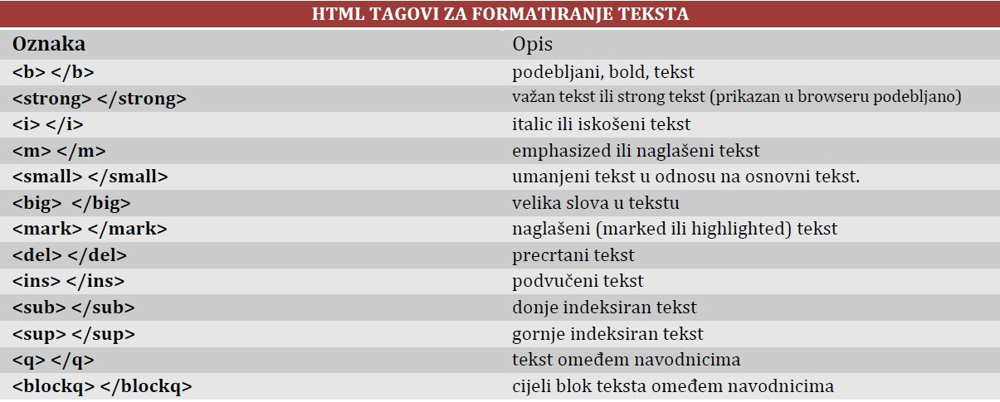 HTML TAGOVI ZA FORMATIRANJE TEKSTA
Oznaka Opis
<b> </b> podebljani, bold, tekst
<strong> </strong> važan tekst ili strong tekst (prikazan u browseru podebljano)
<i> </i> italic ili iskošeni tekst
<m> </m> emphasized ili naglašeni tekst
<small> </small> umanjeni tekst u odnosu na osnovni tekst.
<big>  </big> velika slova u tekstu
<mark> </mark> naglašeni (marked ili highlighted) tekst
<del> </del> precrtani tekst
<ins> </ins> podvučeni tekst
<sub> </sub> donje indeksiran tekst
<sup> </sup> gornje indeksiran tekst
<q> </q> tekst omeđem navodnicima
<blockq> </blockq> cijeli blok teksta omeđem navodnicima